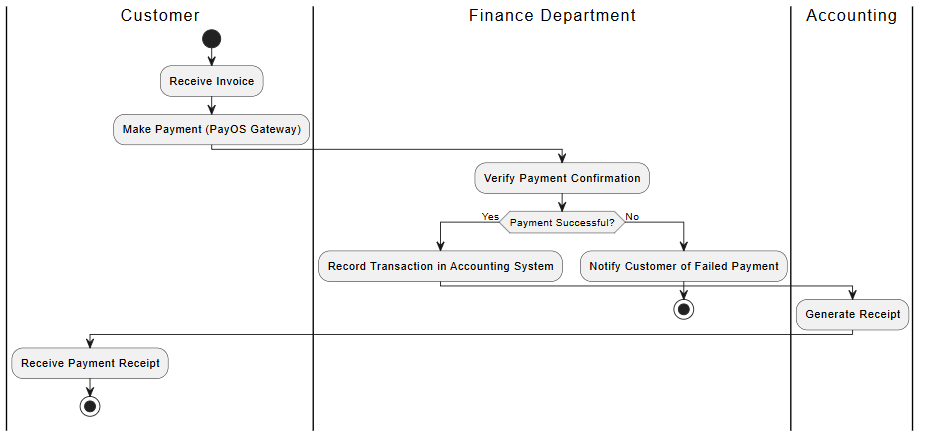 Customer
Finance Department
Accounting
Receive Invoice
Make Payment (PayOS Gateway)
Verify Payment Confirmation
Yes
Payment Successful?
No
Record Transaction in Accounting System
Notify Customer of Failed Payment
Generate Receipt
Receive Payment Receipt